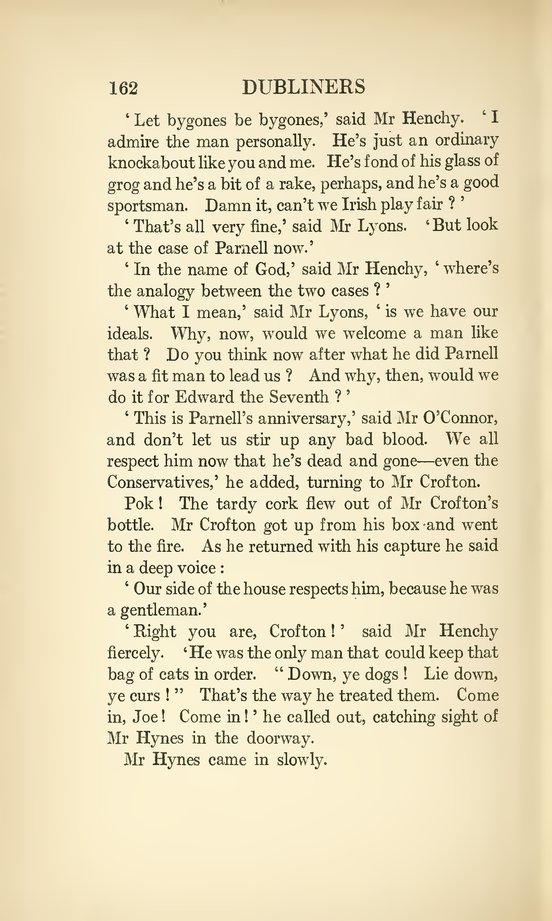 162 DUBLINERS
‘Let bygones be bygones,’ said Mr Henchy. ‘I
admire the man personally. He’s just an ordinary
knockabout like you and me. He’s fond of his glass of
grog and he’s a bit of a rake, perhaps, and he’s a good
sportsman. Damn it, can’t we Irish play fair ?’
‘That’s all very fine,’ said Mr Lyons. ‘But look
at the case of Parnell now.’
‘In the name of God,’ said Mr Henchy, ‘where’s
the analogy between the two cases ?’
‘What I mean,’ said Mr Lyons, ‘is we have our
ideals. Why, now, would we welcome a man like
that ? Do you think now after what he did Parnell
was a fit man to lead us ? And why, then, would we
do it for Edward the Seventh ?’
‘This is Parnell’s anniversary,’ said Mr O’Connor,
and don’t let us stir up any bad blood. We all
respect him now that he’s dead and gone—even the
Conservatives,’ he added, turning to Mr Crofton.
Pok ! The tardy cork flew out of Mr Crofton’s
bottle. Mr Crofton got up from his box and went
to the fire. As he returned with his capture he said
in a deep voice :
‘Our side of the house respects him, because he was
a gentleman.’
‘Right you are, Crofton !’ said Mr Henchy
fiercely. ‘He was the only man that could keep that
bag of cats in order. “Down, ye dogs ! Lie down,
ye curs !” That’s the way he treated them. Come
in, Joe ! Come in !’ he called out, catching sight of
Mr Hynes in the doorway.
Mr Hynes came in slowly.